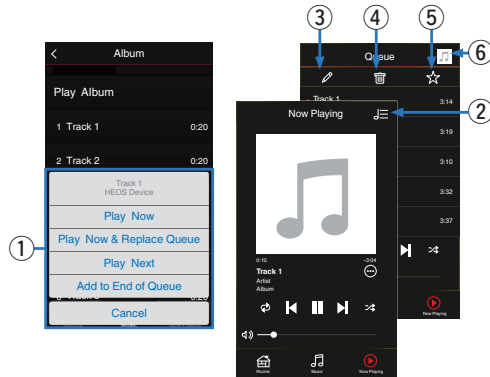 ③ ④ ⑤
⑥
②
①
Album
Play Album
1 Track 1 0:20
2 Track 2 0:20
Track 1
HEOS Device
Play Now
Play Now & Replace Queue
Play Next
Add to End of Queue
0:20
Cancel
Music
Queue
Track 1 3:14
3:19
3:10
3:32
3:37
Now Playing
Now Playing
0:10 -3:04
Track 1
Artist
Album
Rooms Music Now Playing